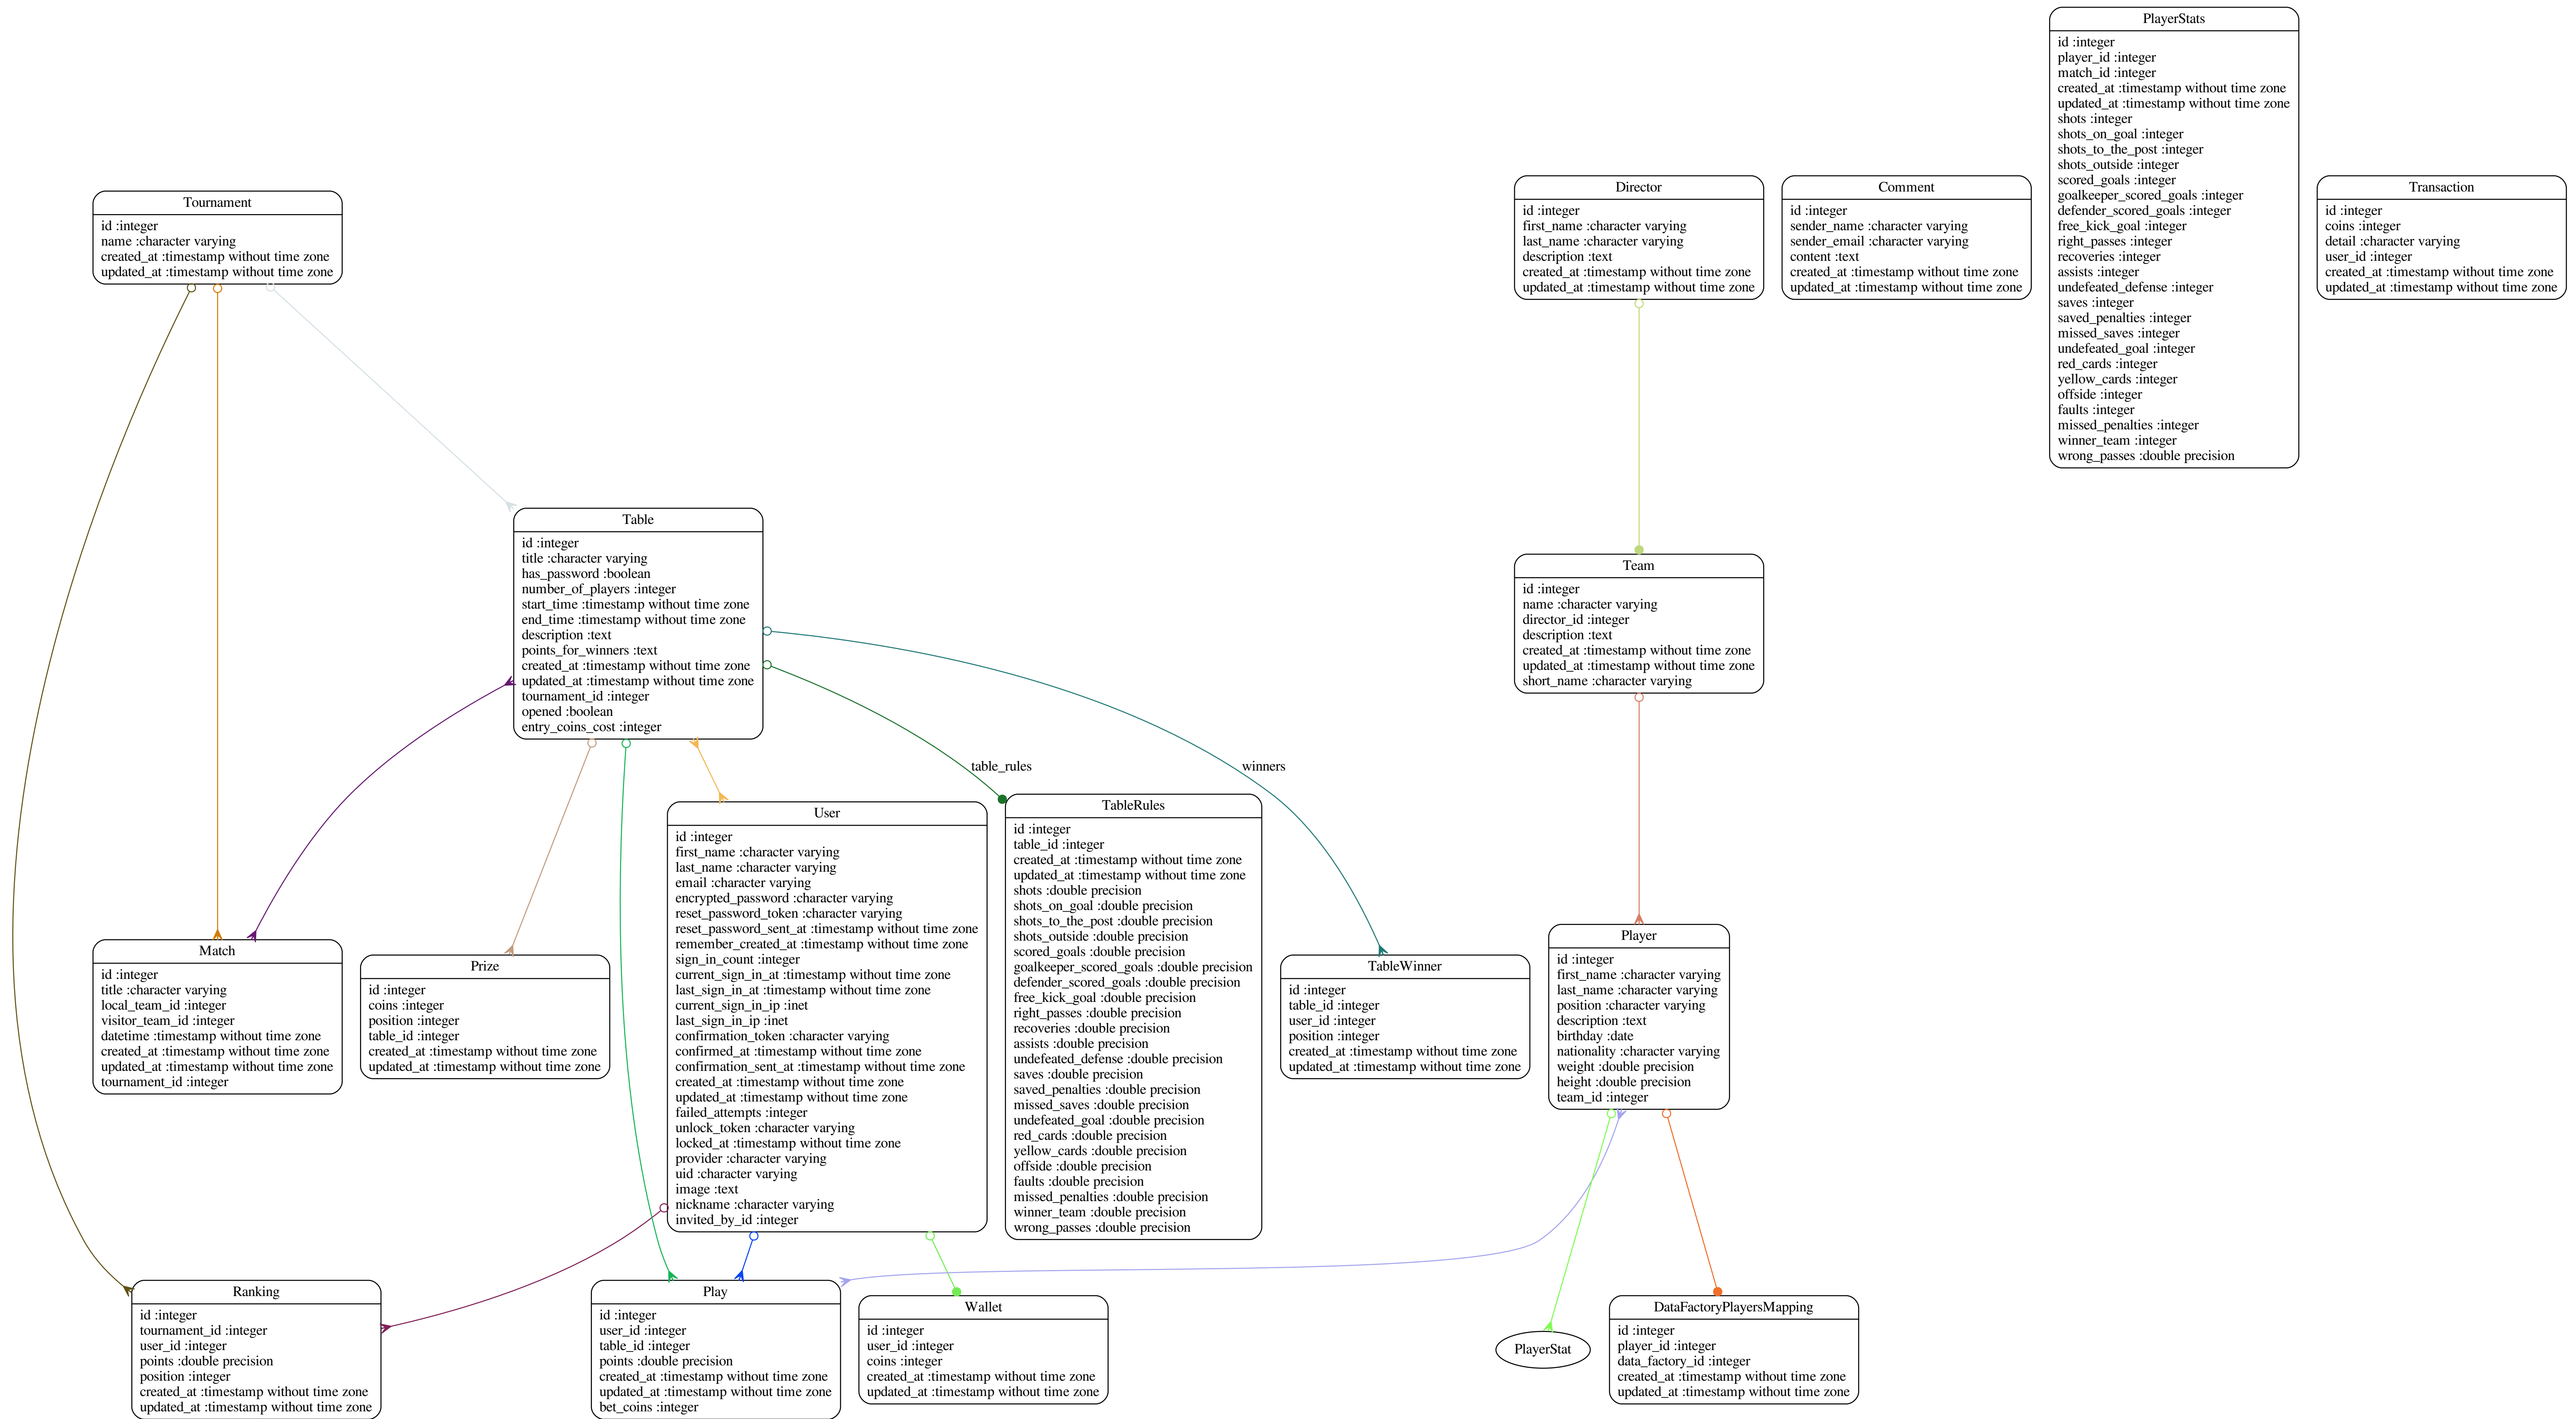 PlayerStats
id :integer
player_id :integer
match_id :integer
created_at :timestamp without time zone
updated_at :timestamp without time zone
shots :integer
shots_on_goal :integer
shots_to_the_post :integer
shots_outside :integer
scored_goals :integer
goalkeeper_scored_goals :integer
defender_scored_goals :integer
free_kick_goal :integer
right_passes :integer
recoveries :integer
assists :integer
undefeated_defense :integer
saves :integer
saved_penalties :integer
missed_saves :integer
undefeated_goal :integer
red_cards :integer
yellow_cards :integer
offside :integer
faults :integer
missed_penalties :integer
winner_team :integer
wrong_passes :double precision
Tournament
id :integer
name :character varying
created_at :timestamp without time zone
updated_at :timestamp without time zone
Director
id :integer
first_name :character varying
last_name :character varying
description :text
created_at :timestamp without time zone
updated_at :timestamp without time zone
Comment
id :integer
sender_name :character varying
sender_email :character varying
content :text
created_at :timestamp without time zone
updated_at :timestamp without time zone
Transaction
id :integer
coins :integer
detail :character varying
user_id :integer
created_at :timestamp without time zone
updated_at :timestamp without time zone
Table
id :integer
title :character varying
has_password :boolean
number_of_players :integer
start_time :timestamp without time zone
end_time :timestamp without time zone
description :text
points_for_winners :text
created_at :timestamp without time zone
updated_at :timestamp without time zone
tournament_id :integer
opened :boolean
entry_coins_cost :integer
Team
id :integer
name :character varying
director_id :integer
description :text
created_at :timestamp without time zone
updated_at :timestamp without time zone
short_name :character varying
table_rules
winners
Match
id :integer
title :character varying
local_team_id :integer
visitor_team_id :integer
datetime :timestamp without time zone
created_at :timestamp without time zone
updated_at :timestamp without time zone
tournament_id :integer
Prize
id :integer
coins :integer
position :integer
table_id :integer
created_at :timestamp without time zone
updated_at :timestamp without time zone
User
id :integer
first_name :character varying
last_name :character varying
email :character varying
encrypted_password :character varying
reset_password_token :character varying
reset_password_sent_at :timestamp without time zone
remember_created_at :timestamp without time zone
sign_in_count :integer
current_sign_in_at :timestamp without time zone
last_sign_in_at :timestamp without time zone
current_sign_in_ip :inet
last_sign_in_ip :inet
confirmation_token :character varying
confirmed_at :timestamp without time zone
confirmation_sent_at :timestamp without time zone
created_at :timestamp without time zone
updated_at :timestamp without time zone
failed_attempts :integer
unlock_token :character varying
locked_at :timestamp without time zone
provider :character varying
uid :character varying
image :text
nickname :character varying
invited_by_id :integer
TableRules
id :integer
table_id :integer
created_at :timestamp without time zone
updated_at :timestamp without time zone
shots :double precision
shots_on_goal :double precision
shots_to_the_post :double precision
shots_outside :double precision
scored_goals :double precision
goalkeeper_scored_goals :double precision
defender_scored_goals :double precision
free_kick_goal :double precision
right_passes :double precision
recoveries :double precision
assists :double precision
undefeated_defense :double precision
saves :double precision
saved_penalties :double precision
missed_saves :double precision
undefeated_goal :double precision
red_cards :double precision
yellow_cards :double precision
offside :double precision
faults :double precision
missed_penalties :double precision
winner_team :double precision
wrong_passes :double precision
TableWinner
id :integer
table_id :integer
user_id :integer
position :integer
created_at :timestamp without time zone
updated_at :timestamp without time zone
Player
id :integer
first_name :character varying
last_name :character varying
position :character varying
description :text
birthday :date
nationality :character varying
weight :double precision
height :double precision
team_id :integer
Ranking
id :integer
tournament_id :integer
user_id :integer
points :double precision
position :integer
created_at :timestamp without time zone
updated_at :timestamp without time zone
Play
id :integer
user_id :integer
table_id :integer
points :double precision
created_at :timestamp without time zone
updated_at :timestamp without time zone
bet_coins :integer
Wallet
id :integer
user_id :integer
coins :integer
created_at :timestamp without time zone
updated_at :timestamp without time zone
PlayerStat
DataFactoryPlayersMapping
id :integer
player_id :integer
data_factory_id :integer
created_at :timestamp without time zone
updated_at :timestamp without time zone